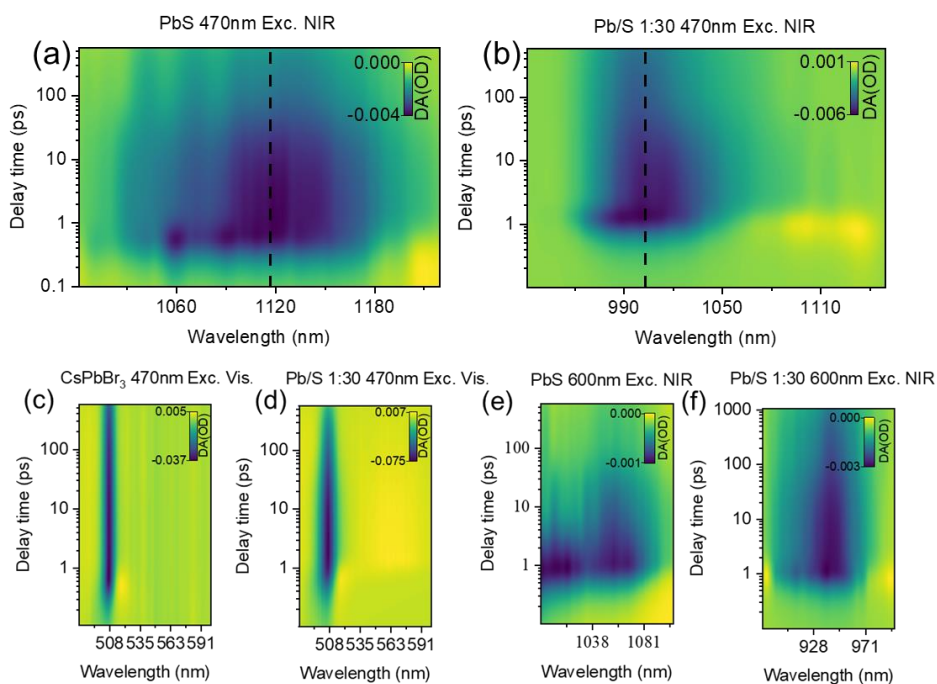 PbS 470nm Exc. NIR
Pb/S 1:30 470nm Exc. NIR
(a)
0.000
-0.004
DA(OD)
100
10
1
0.1
Delay time (ps)
1060 1120 1180
Wavelength (nm)
(b)
0.001
-0.006
DA(OD)
100
10
1
Delay time (ps)
990 1050 1110
Wavelength (nm)
CsPbBr3 470nm Exc. Vis.
(c)
0.005
-0.037
DA(OD)
100
10
1
Delay time (ps)
508 535 563 591
Wavelength (nm)
Pb/S 1:30 470nm Exc. Vis.
(d)
0.007
-0.075
DA(OD)
100
10
1
Delay time (ps)
508 535 563 591
Wavelength (nm)
PbS 600nm Exc NIR
(e)
0.000
-0.001
DA(OD)
100
10
1
Delay time (ps)
1038 1081
Wavelength (nm)
Pb/S 1:30 600nm Exc. NIR
(f)
0.000
-0.003
DA(OD)
1000
100
10
1
Delay time (ps)
928 971
Wavelength (nm)